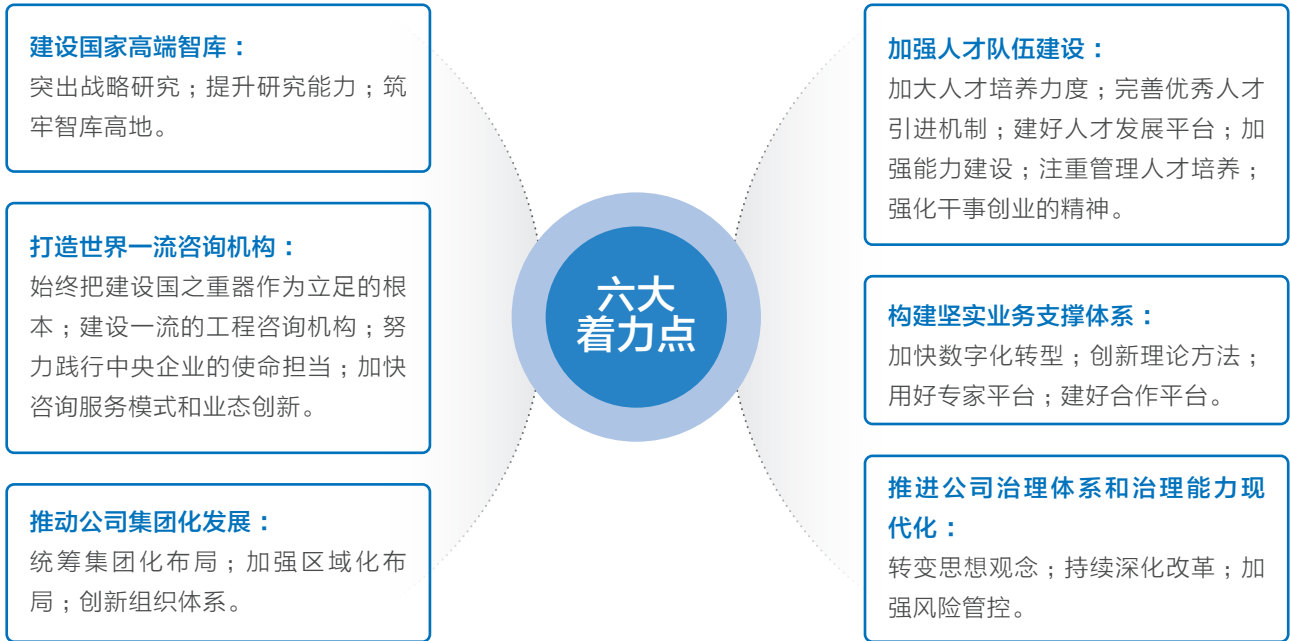 建设国家高端智库：
突出战略研究；提升研究能力；筑
牢智库高地。
打造世界一流咨询机构：
始终把建设国之重器作为立足的根
本；建设一流的工程咨询机构；努
力践行中央企业的使命担当；加快
咨询服务模式和业态创新。
推动公司集团化发展：
统筹集团化布局；加强区域化布
局；创新组织体系。
六大
着力点
加强人才队伍建设：
加大人才培养力度；完善优秀人才
引进机制；建好人才发展平台；加
强能力建设；注重管理人才培养；
强化干事创业的精神。
构建坚实业务支撑体系：
加快数字化转型；创新理论方法；
用好专家平台；建好合作平台。
推进公司治理体系和治理能力现
代化：
转变思想观念；持续深化改革；加
强风险管控。